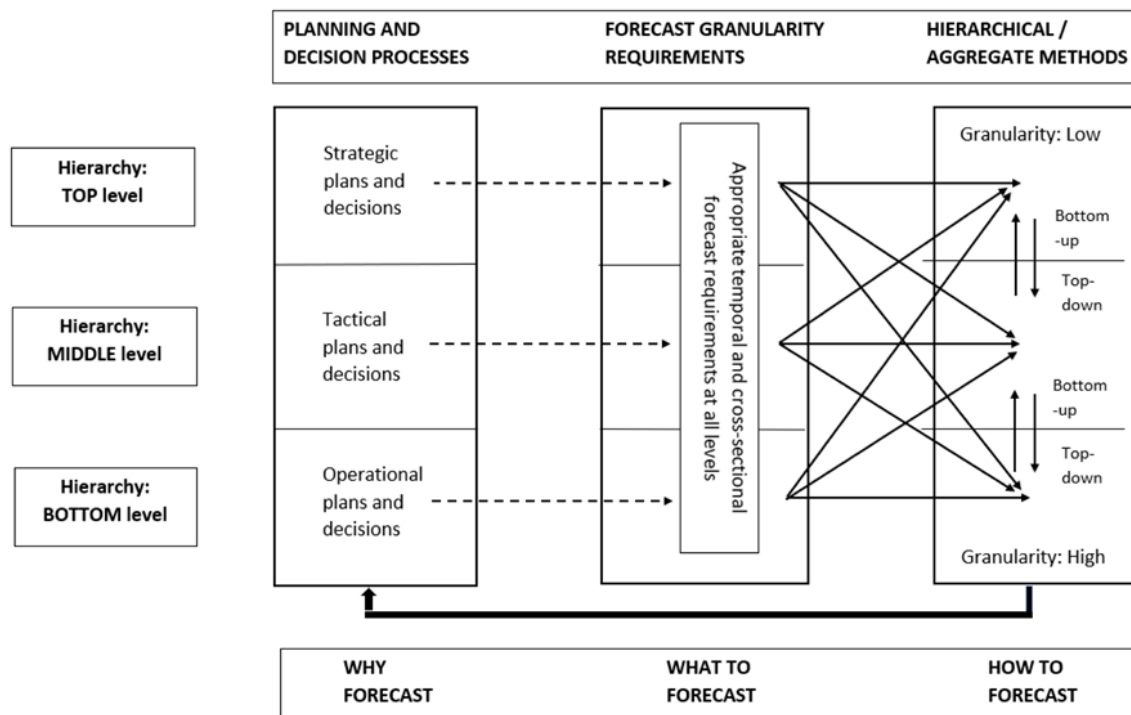 PLANNING AND
DECISION PROCESSES
FORECAST GRANULARITY
REQUIREMENTS
HIERARCHICAL /
AGGREGATE METHODS
Hierarchy:
TOP level
Strategic
plans and
decisions
Appropriate temporal and cross-sectional
forecast requirements at all levels
Granularity: Low
Bottom
-up
Top-
down
Hierarchy:
MIDDLE level
Tactical
plans and
decisions
Bottom
-up
Top-
down
Hierarchy:
BOTTOM level
Operational
plans and
decisions
Granularity: High
WHY
FORECAST
WHAT TO
FORECAST
HOW TO
FORECAST